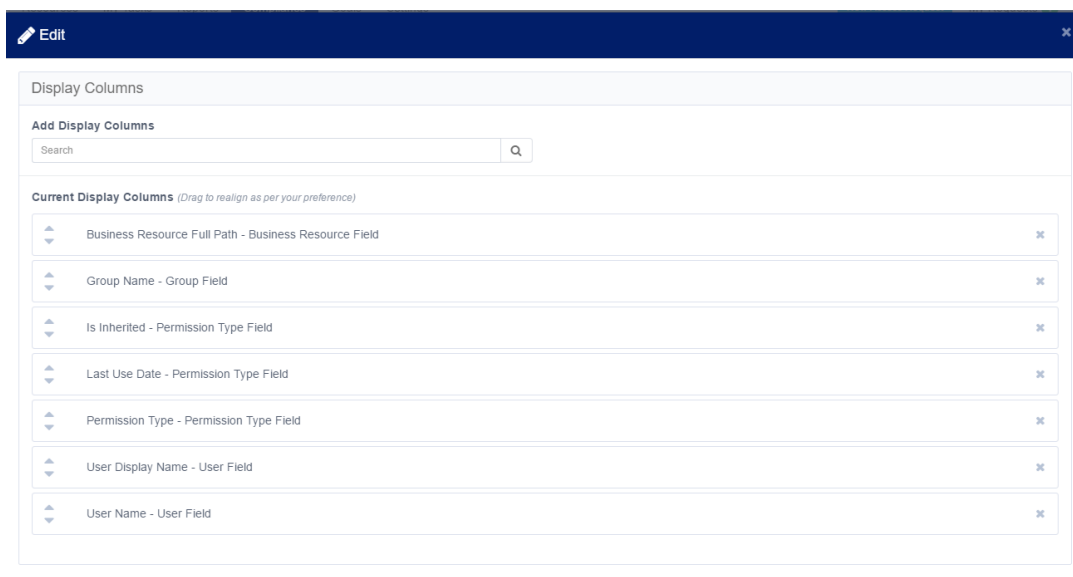 Edit
Display Columns
Add Display Columns
Search
Current Display Columns (Drag to realign as per your preference)
Business Resource Full Path - Business Resource Field
Group Name - Group Field
Is Inherited - Permission Type Field
Last Use Date - Permission Type Field
Permission Type - Permission Type Field
User Display Name - User Field
User Name - User Field